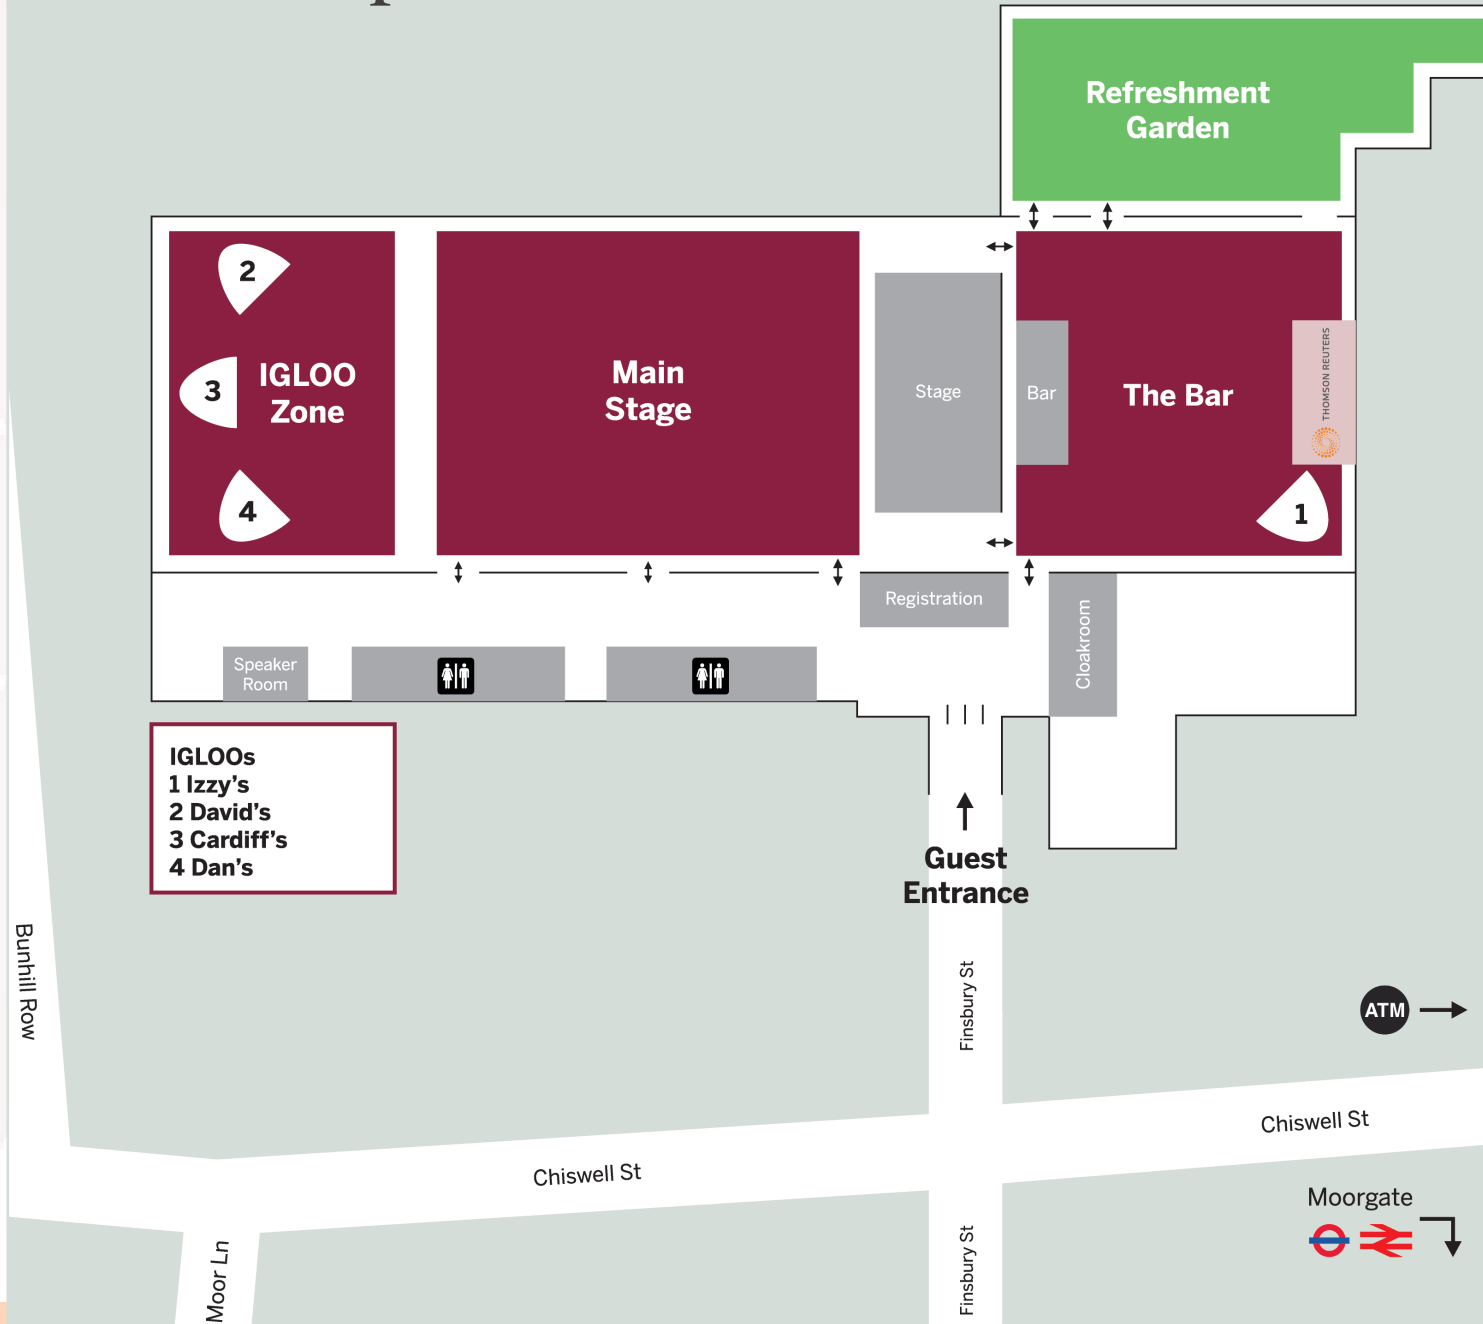 Refreshment
Garden
2
3
IGLOO
Zone
4
Main
Stage
Stage
Bar
The Bar
THOMSON REUTERS
1
Registration
Cloakroom
Speaker
Room
IGLOOs
1 Izzy's
2 David's
3 Cardiff's
4 Dan's
Guest
Entrance
Bunhill Row
Finsbury St
ATM
Chiswell St
Chiswell St
Moorgate
Moor Ln
Finsbury St